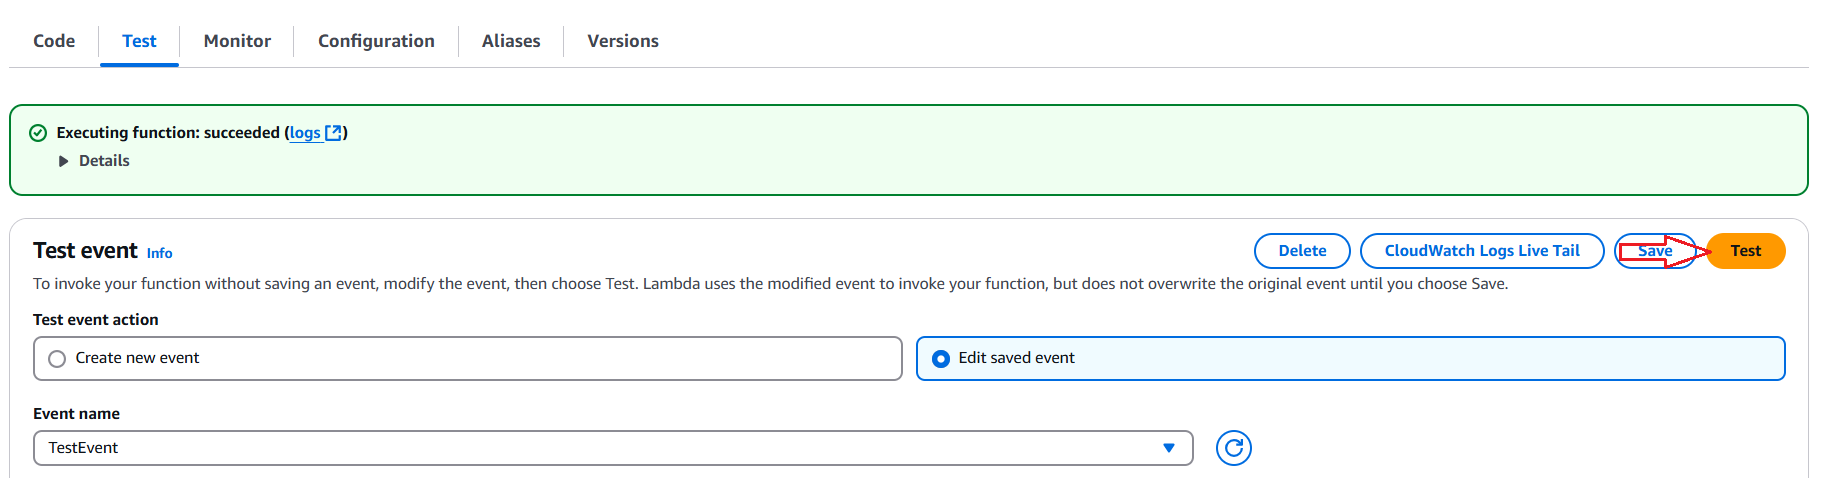 Code Test Monitor Configuration Aliases Versions
Executing function: succeeded (logs)
Details
Test event Info Delete CloudWatch Logs Live Tail Save Test
To invoke your function without saving an event, modify the event, then choose Test. Lambda uses the modified event to invoke your function, but does not overwrite the original event until you choose Save.
Test event action
Create new event Edit saved event
Event name
TestEvent